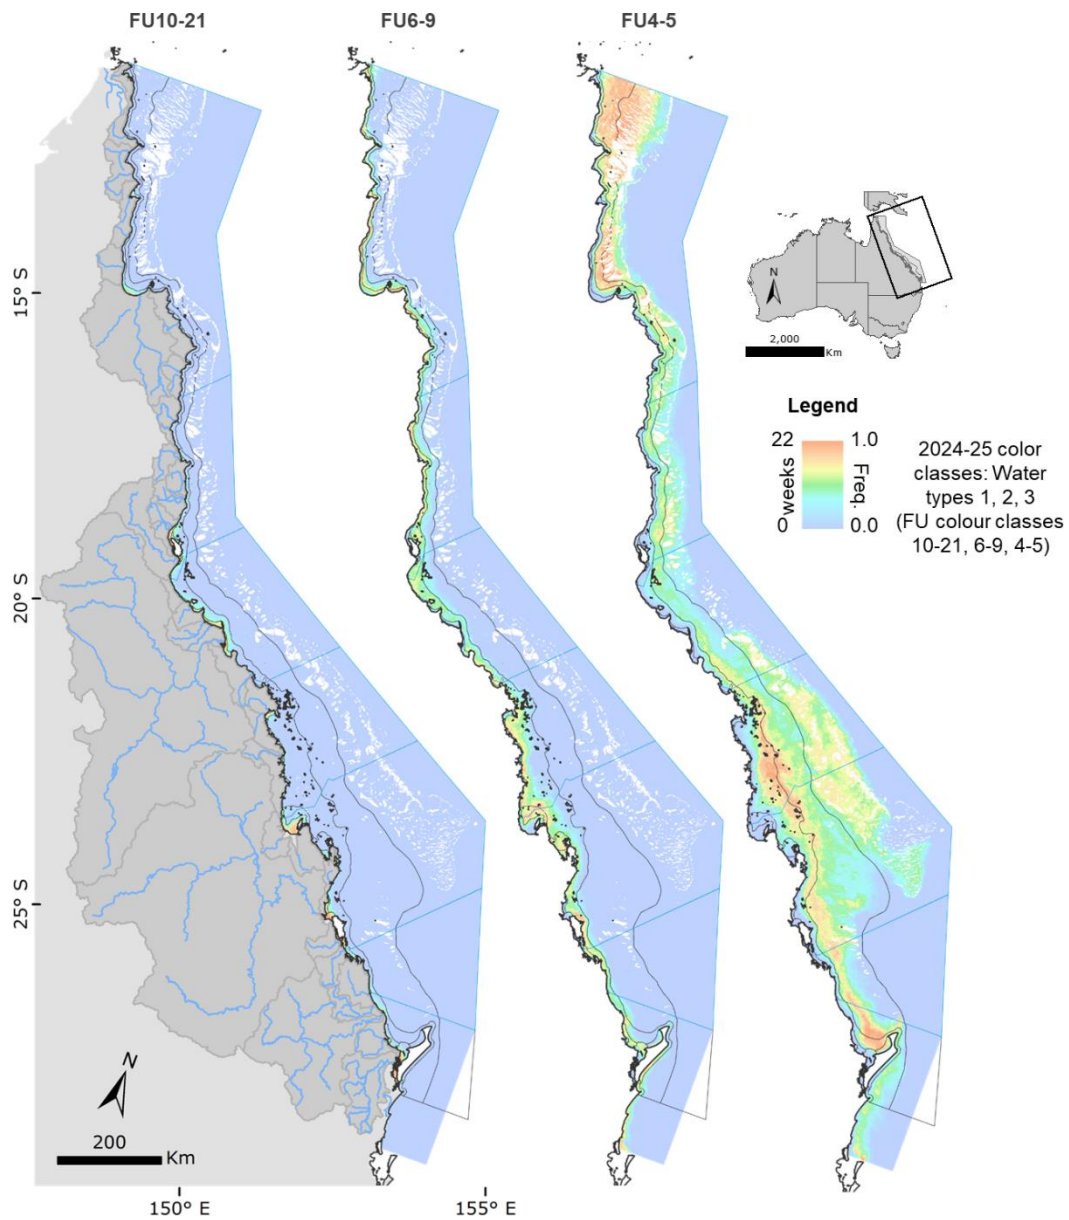 FU10-21
FU6-9
FU4-5
15° S
20° S
25° S
N
2,000
Km
Legend
22
1.0
weeks
Freq.
0
0.0
2024-25 color
classes: Water
types 1, 2, 3
(FU colour classes
10-21, 6-9, 4-5)
N
200
Km
150° E
155° E